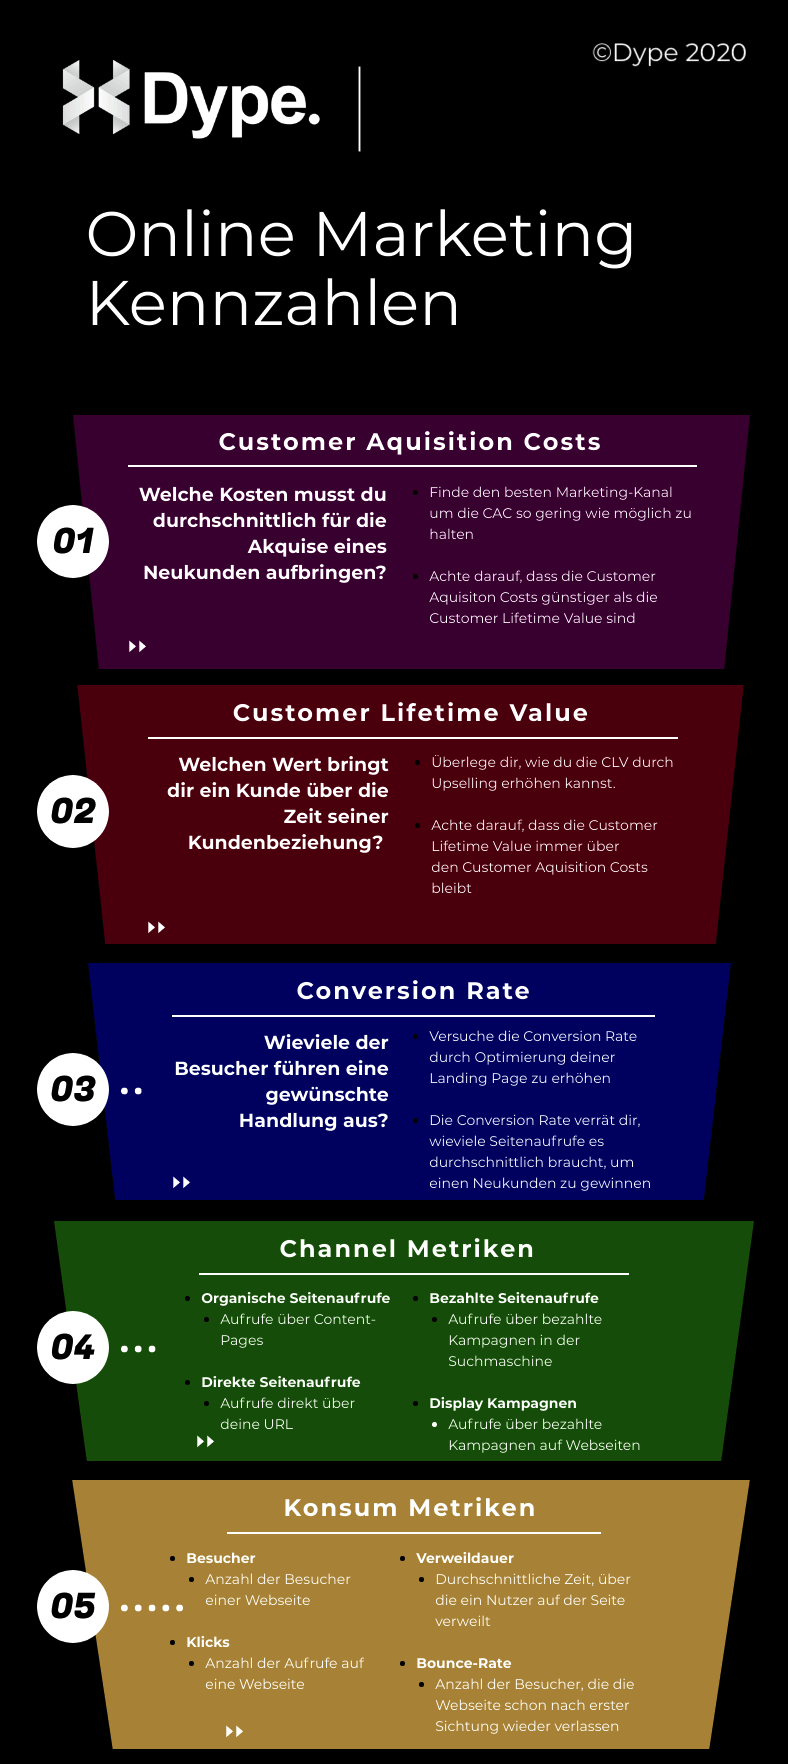 ©Dype 2020
Dype.
Online Marketing
Kennzahlen
Customer Aquisition Costs
01
Welche Kosten musst du
durchschnittlich für die
Akquise eines
Neukunden aufbringen?
Finde den besten Marketing-Kanal
um die CAC so gering wie möglich zu
halten
Achte darauf, dass die Customer
Aquisiton Costs günstiger als die
Customer Lifetime Value sind
Customer Lifetime Value
02
Welchen Wert bringt
dir ein Kunde über die
Zeit seiner
Kundenbeziehung?
Überlege dir, wie du die CLV durch
Upselling erhöhen kannst.
Achte darauf, dass die Customer
Lifetime Value immer über
den Customer Aquisition Costs
bleibt
Conversion Rate
03
Wieviele der
Besucher führen eine
gewünschte
Handlung aus?
Versuche die Conversion Rate
durch Optimierung deiner
Landing Page zu erhöhen
Die Conversion Rate verrät dir,
wieviele Seitenaufrufe es
durchschnittlich braucht, um
einen Neukunden zu gewinnen
Channel Metriken
04
Organische Seitenaufrufe
Aufrufe über Content-
Pages
Direkte Seitenaufrufe
Aufrufe direkt über
deine URL
Bezahlte Seitenaufrufe
Aufrufe über bezahlte
Kampagnen in der
Suchmaschine
Display Kampagnen
Aufrufe über bezahlte
Kampagnen auf Webseiten
Konsum Metriken
05
Besucher
Anzahl der Besucher
einer Webseite
Klicks
Anzahl der Aufrufe auf
eine Webseite
Verweildauer
Durchschnittliche Zeit, über
die ein Nutzer auf der Seite
verweilt
Bounce-Rate
Anzahl der Besucher, die die
Webseite schon nach erster
Sichtung wieder verlassen